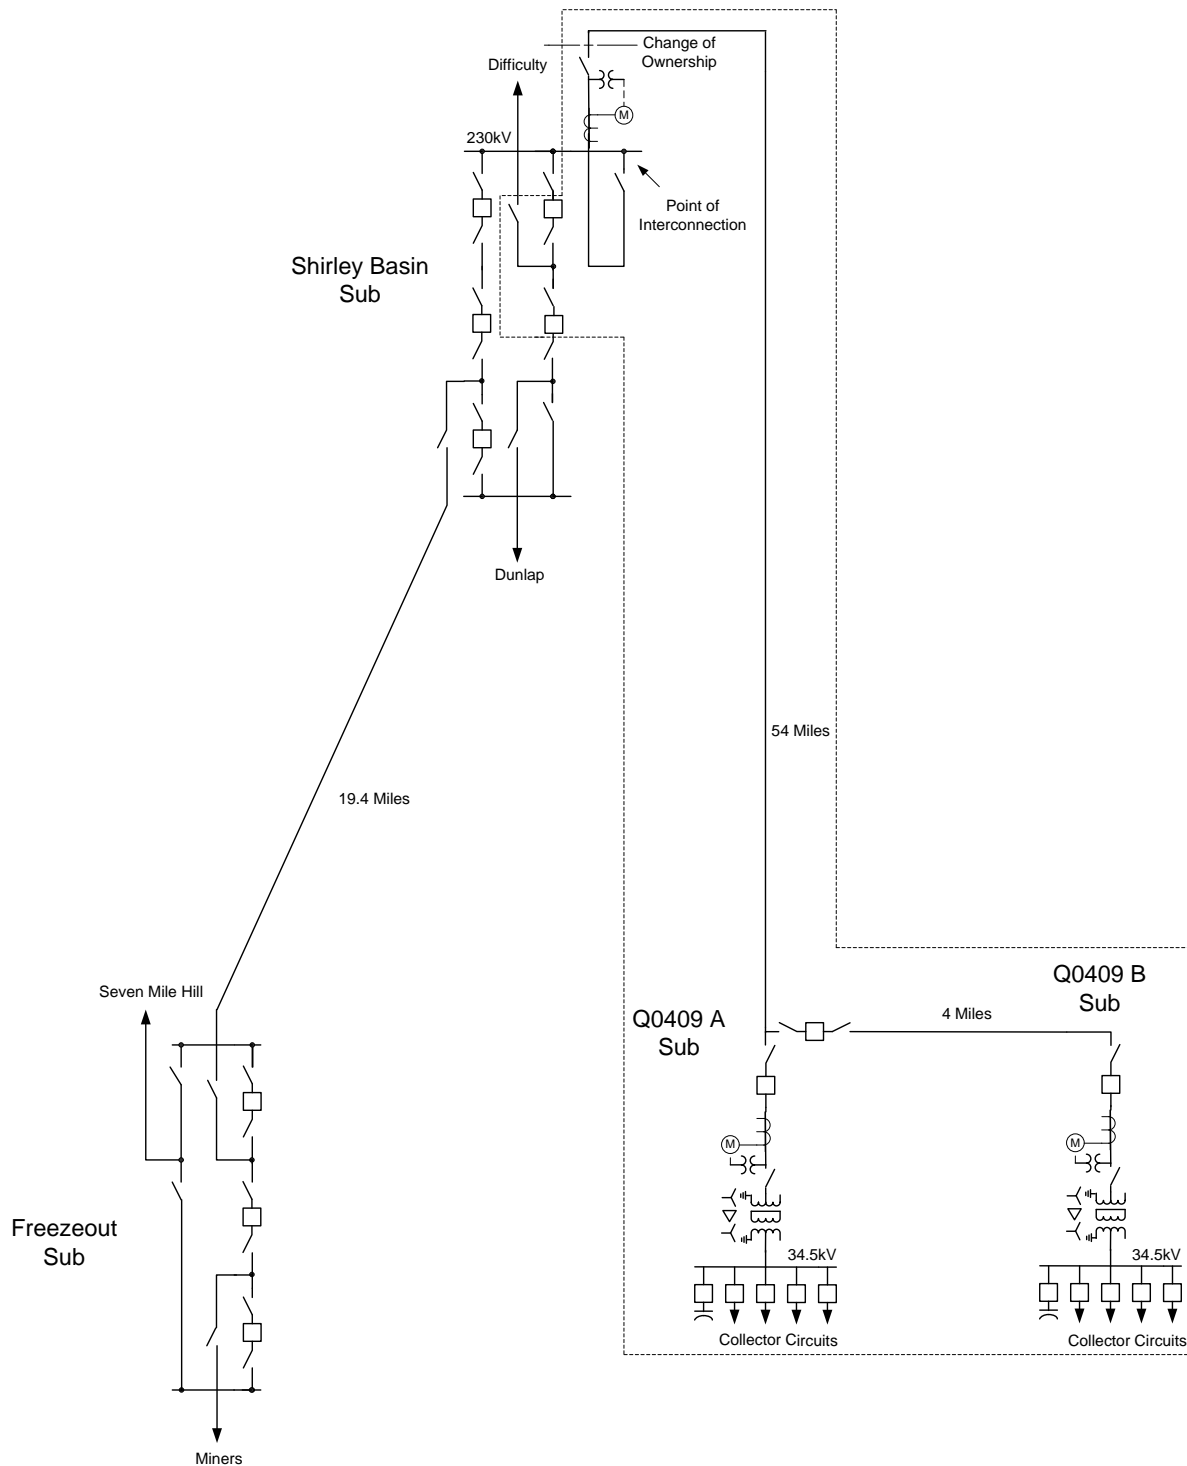 Change of
Ownership
Difficulty
M
230kV
Point of
Interconnection
Shirley Basin
Sub
Dunlap
54 Miles
19.4 Miles
Seven Mile Hill
Q0409 B
Sub
Q0409 A
Sub
4 Miles
M
M
Freezeout
Sub
34.5kV
34.5kV
Collector Circuits
Collector Circuits
Miners